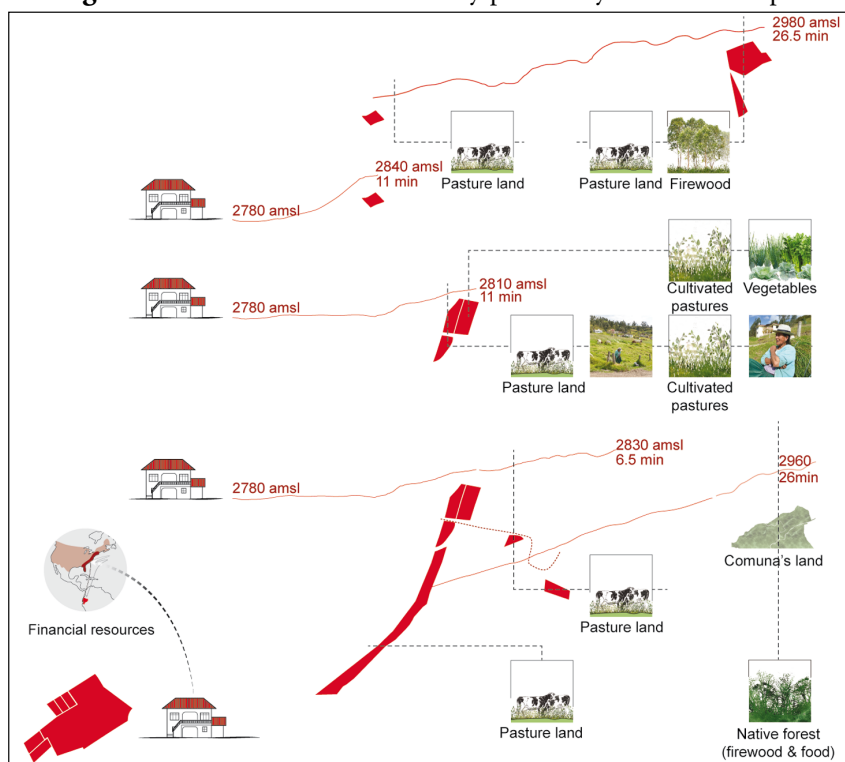 2980 amsl
26.5 min
Pasture land
Pasture land
Firewood
2840 amsl
11 min
2780 amsl
2810 amsl
11 min
2780 amsl
Cultivated
pastures
Vegetables
Pasture land
Cultivated
pastures
2830 amsl
6.5 min
2780 amsl
2960
26min
Comuna's land
Financial resources
Pasture land
Pasture land
Native forest
(firewood & food)